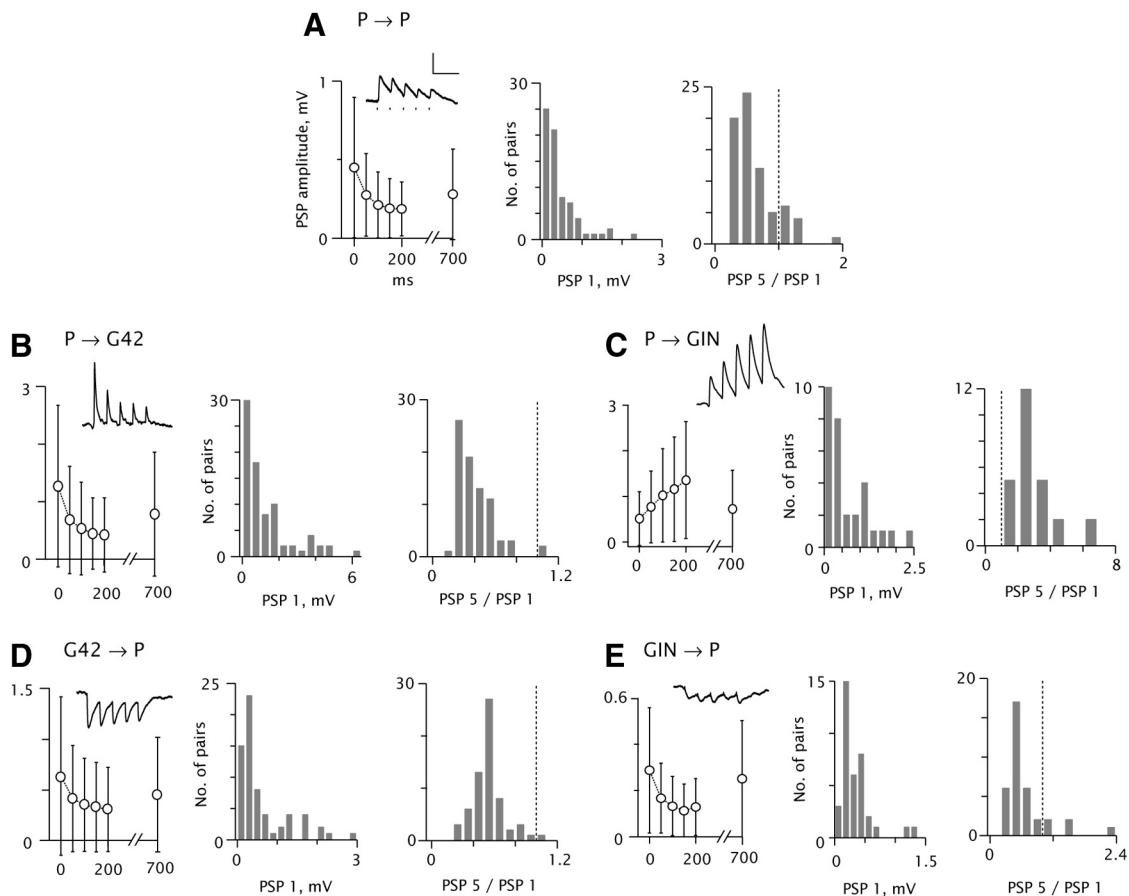 A P → P
PSP amplitude, mV
1
0
0 200 700
ms
No. of pairs
30
0
0 3
PSP 1, mV
25
0
0 2
PSP 5 / PSP 1
B P → G42
3
0
0 200 700
No. of pairs
30
0
0 6
PSP 1, mV
30
0
0 1.2
PSP 5 / PSP 1
C P → GIN
3
0
0 200 700
No. of pairs
10
0
0 2.5
PSP 1, mV
12
0
0 8
PSP 5 / PSP 1
D G42 → P
1.5
0
0 200 700
No. of pairs
25
0
0 3
PSP 1, mV
30
0
0 1.2
PSP 5 / PSP 1
E GIN → P
0.6
0
0 200 700
No. of pairs
15
0
0 1.5
PSP 1, mV
20
0
0 2.4
PSP 5 / PSP 1